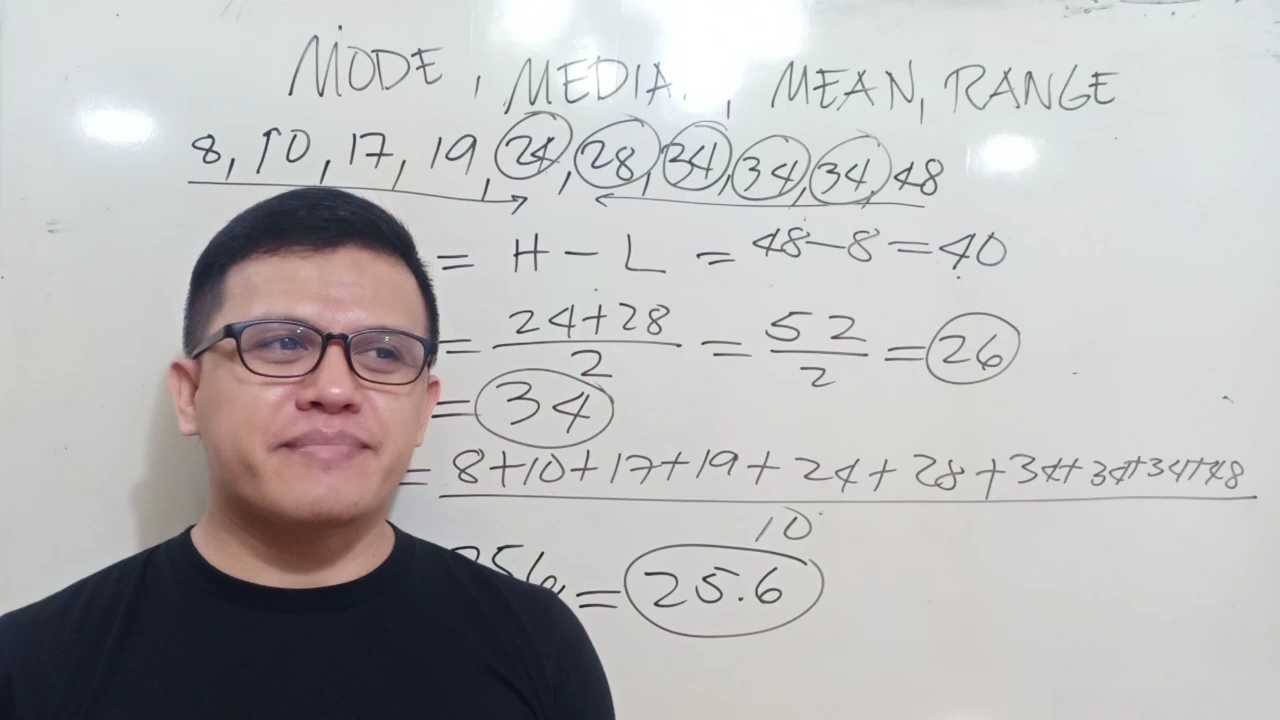 MODE, MEDIA , MEAN, RANGE
8, 10, 17, 19, 24, 28, 34, 34, 34, 48
= H - L = 48-8=40
= 24+28 / 2 = 52 / 2 = 26
= 34
= 8+10+17+19+24+28+34+34+34+48
10
256 = 25.6